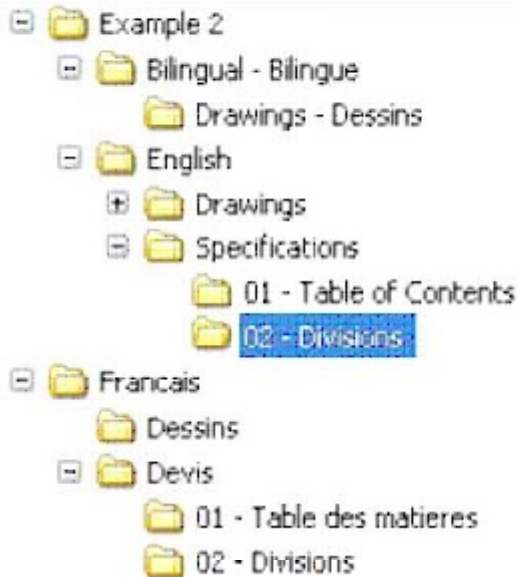 Example 2
Bilingual - Bilingue
Drawings - Dessins
English
Drawings
Specifications
01 - Table of Contents
02 - Divisions
Francais
Dessins
Devis
01 - Table des matieres
02 - Divisions